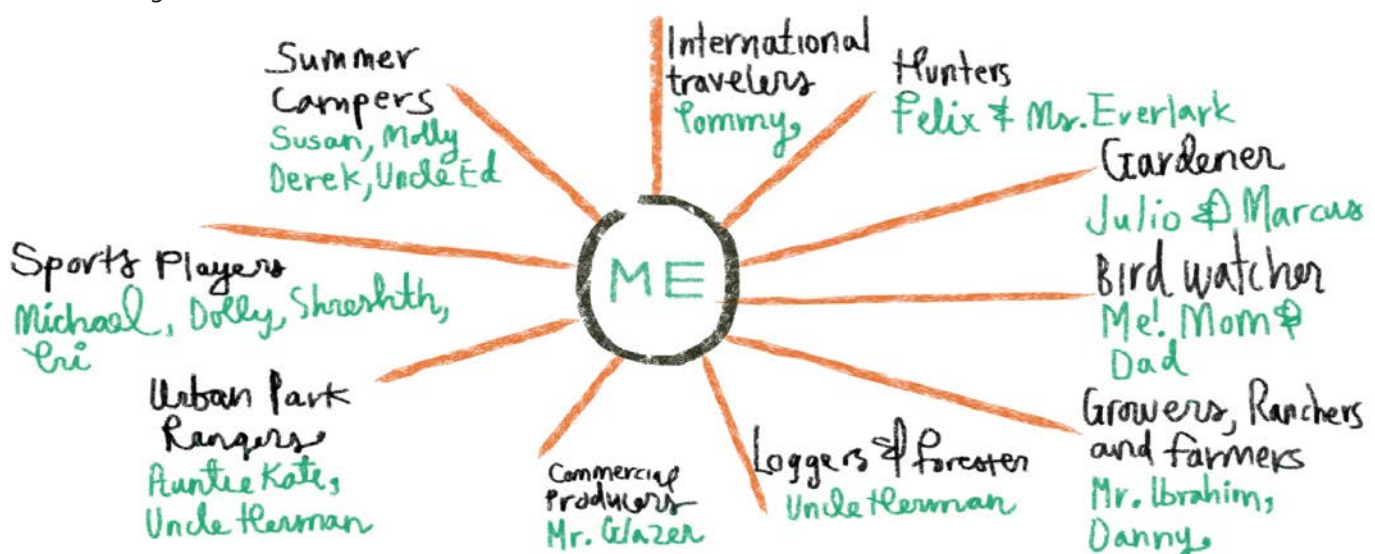 Summer
Campers
Susan, Molly
Derek, Uncle Ed
International
travelers
Tommy,
Hunters
Felix & Mr. Everlark
Gardener
Julio & Marcus
Bird watcher
Me! Mom &
Dad
Growers, Ranchers
and farmers
Mr. Ibrahim,
Danny,
Loggers & forester
Uncle Herman
Commercial
Producers
Mr. Glazer
Urban Park
Rangers
Auntie Kate,
Uncle Herman
Sports Players
Michael, Dolly, Shreshth,
ME